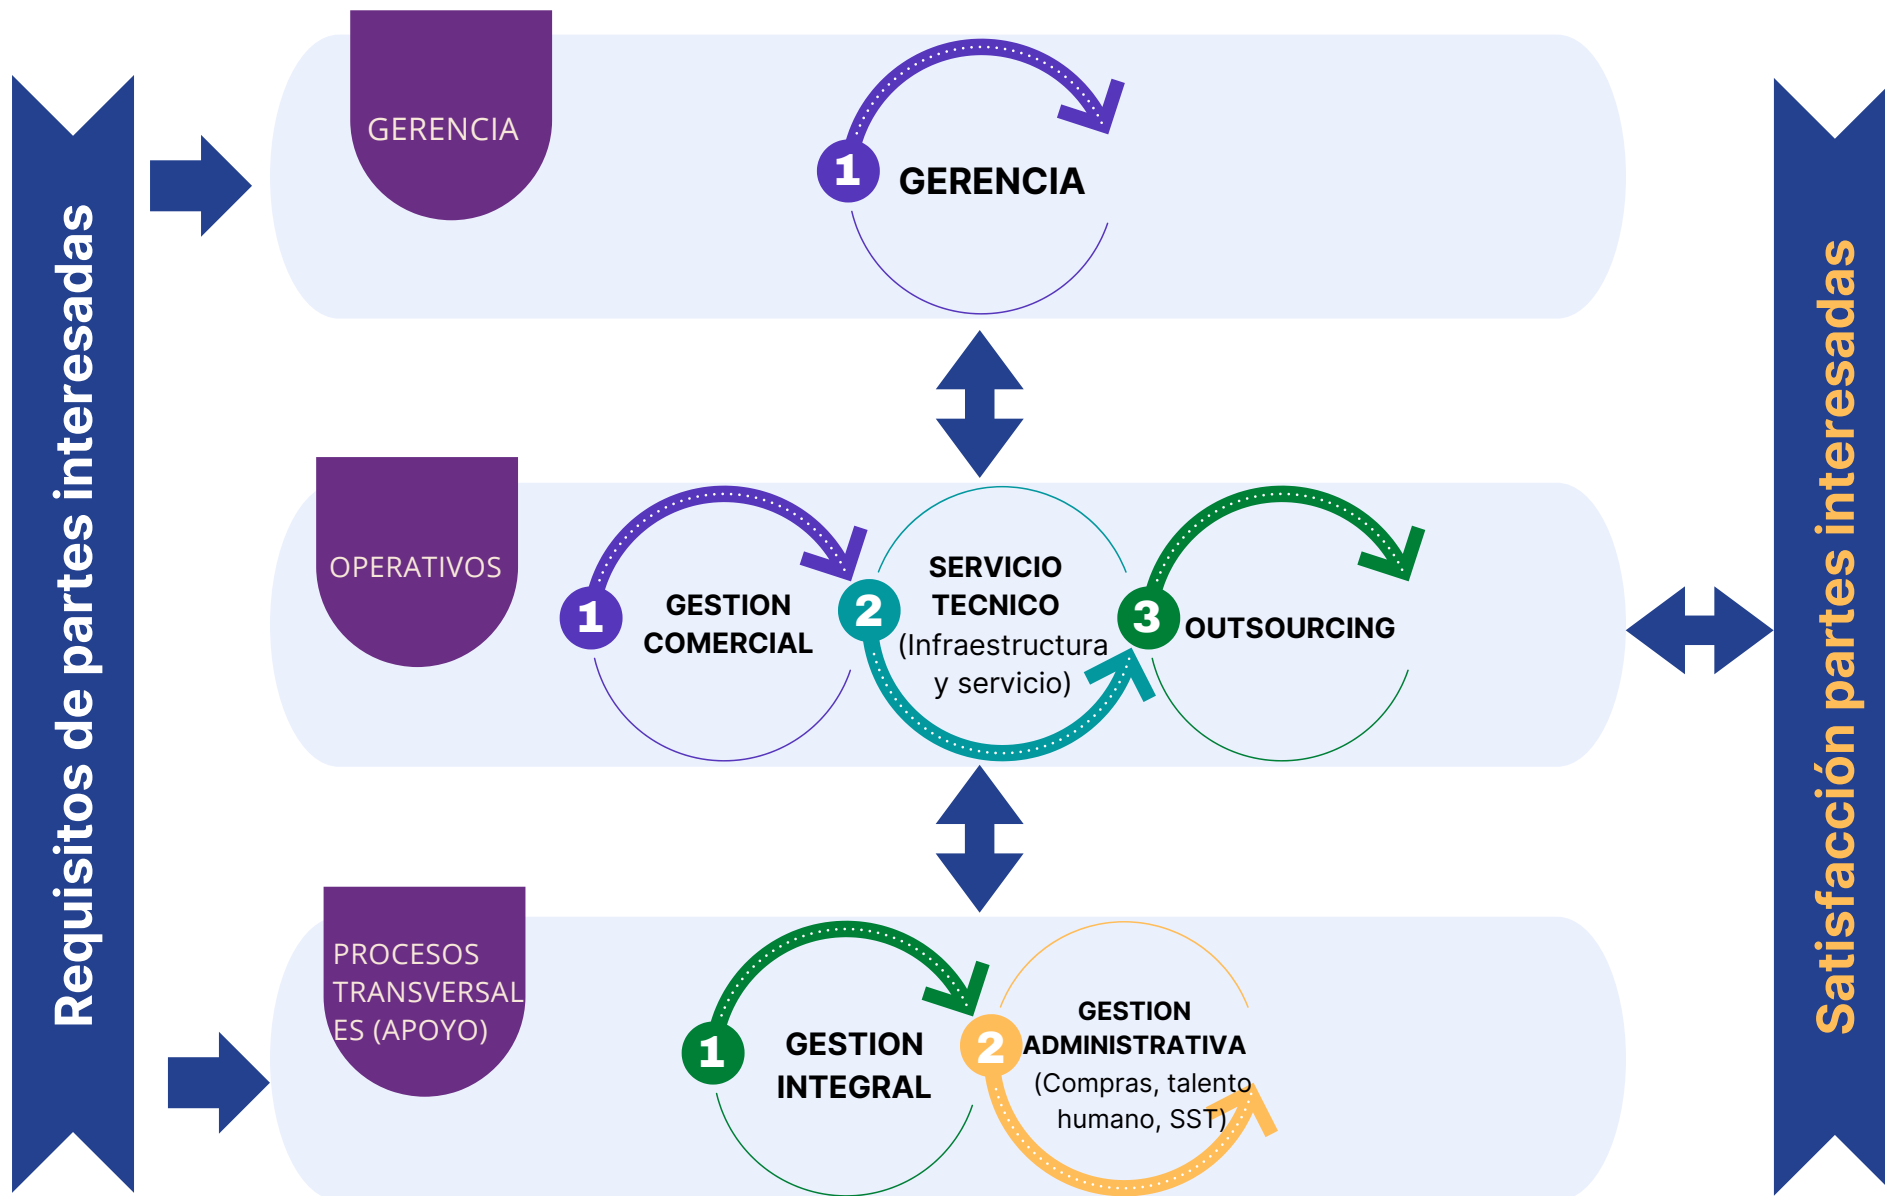 Requisitos de partes interesadas
GERENCIA
1
GERENCIA
OPERATIVOS
1
GESTION
COMERCIAL
2
SERVICIO
TECNICO
(Infraestructura
y servicio)
3
OUTSOURCING
PROCESOS
TRANSVERSAL
ES (APOYO)
1
GESTION
INTEGRAL
2
GESTION
ADMINISTRATIVA
(Compras, talento
humano, SST)
Satisfacción partes interesadas